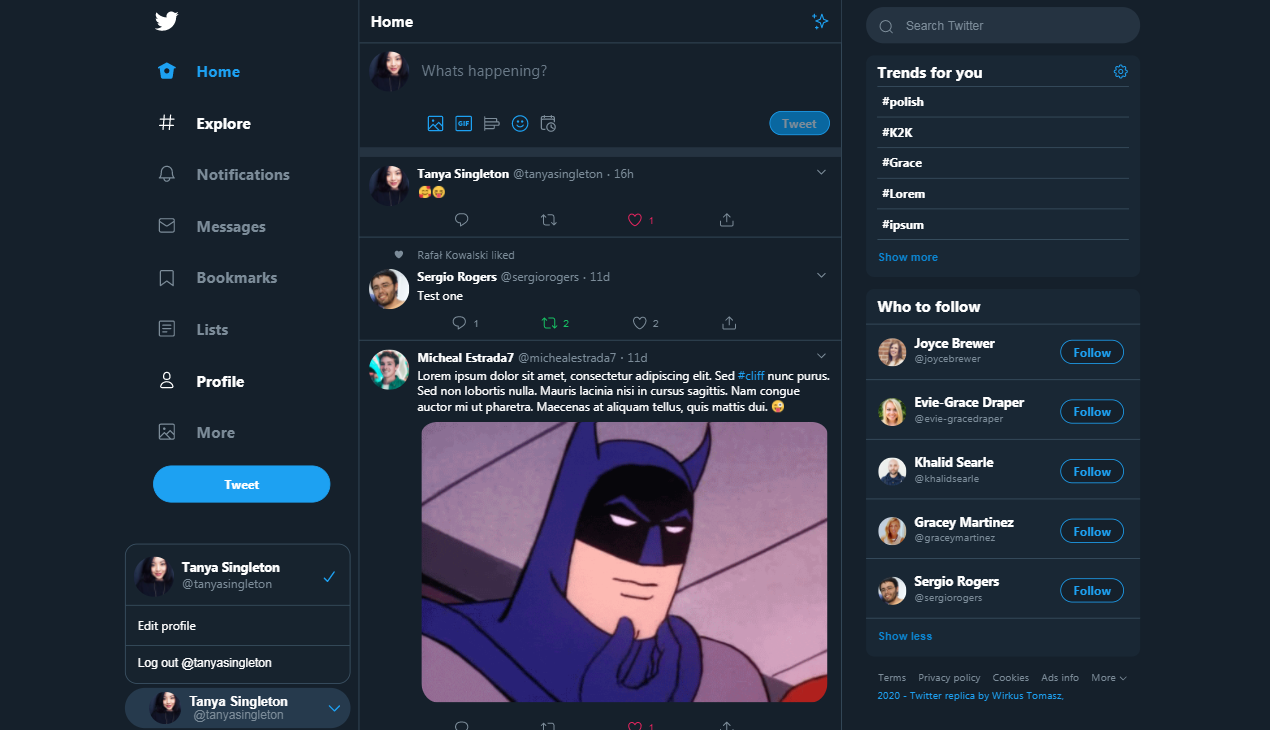 Home
Explore
Notifications
Messages
Bookmarks
Lists
Profile
More
Tweet
Tanya Singleton
@tanyasingleton
Edit profile
Log out @tanyasingleton
Tanya Singleton
@tanyasingleton
Home
Whats happening?
GIF
Tweet
Tanya Singleton @tanyasingleton · 16h
🥰😝
1
Rafał Kowalski liked
Sergio Rogers @sergiorogers · 11d
Test one
1 2 2
Micheal Estrada7 @michealestrada7 · 11d
Lorem ipsum dolor sit amet, consectetur adipiscing elit. Sed #cliff nunc purus.
Sed non lobortis nulla. Mauris lacinia nisi in cursus sagittis. Nam congue
auctor mi ut pharetra. Maecenas at aliquam tellus, quis mattis dui. 😜
1
Search Twitter
Trends for you
#polish
#K2K
#Grace
#Lorem
#ipsum
Show more
Who to follow
Joyce Brewer
@joycebrewer
Follow
Evie-Grace Draper
@evie-gracedraper
Follow
Khalid Searle
@khalidsearle
Follow
Gracey Martinez
@graceymartinez
Follow
Sergio Rogers
@sergiorogers
Follow
Show less
Terms Privacy policy Cookies Ads info More
2020 - Twitter replica by Wirkus Tomasz.